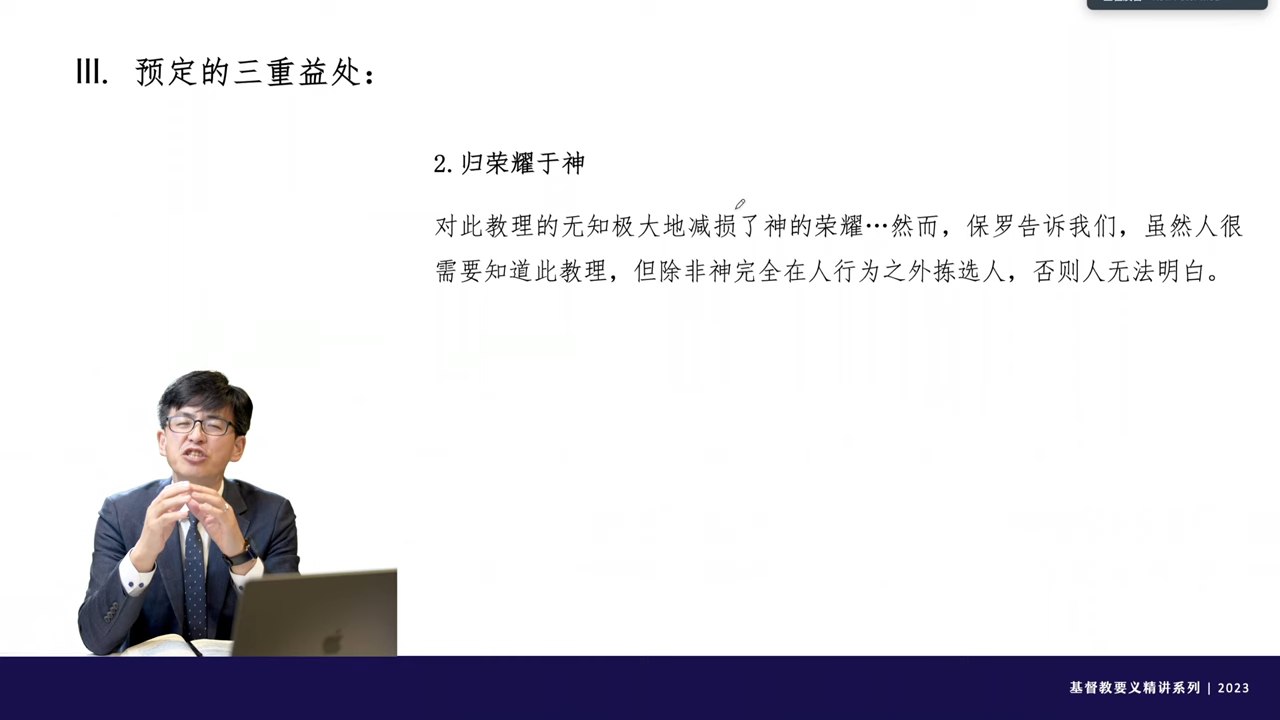 III. 预定的三重益处：
2. 归荣耀于神
对此教理的无知极大地减损了神的荣耀…然而，保罗告诉我们，虽然人很
需要知道此教理，但除非神完全在人行为之外拣选人，否则人无法明白。
基督教要义精讲系列 | 2023